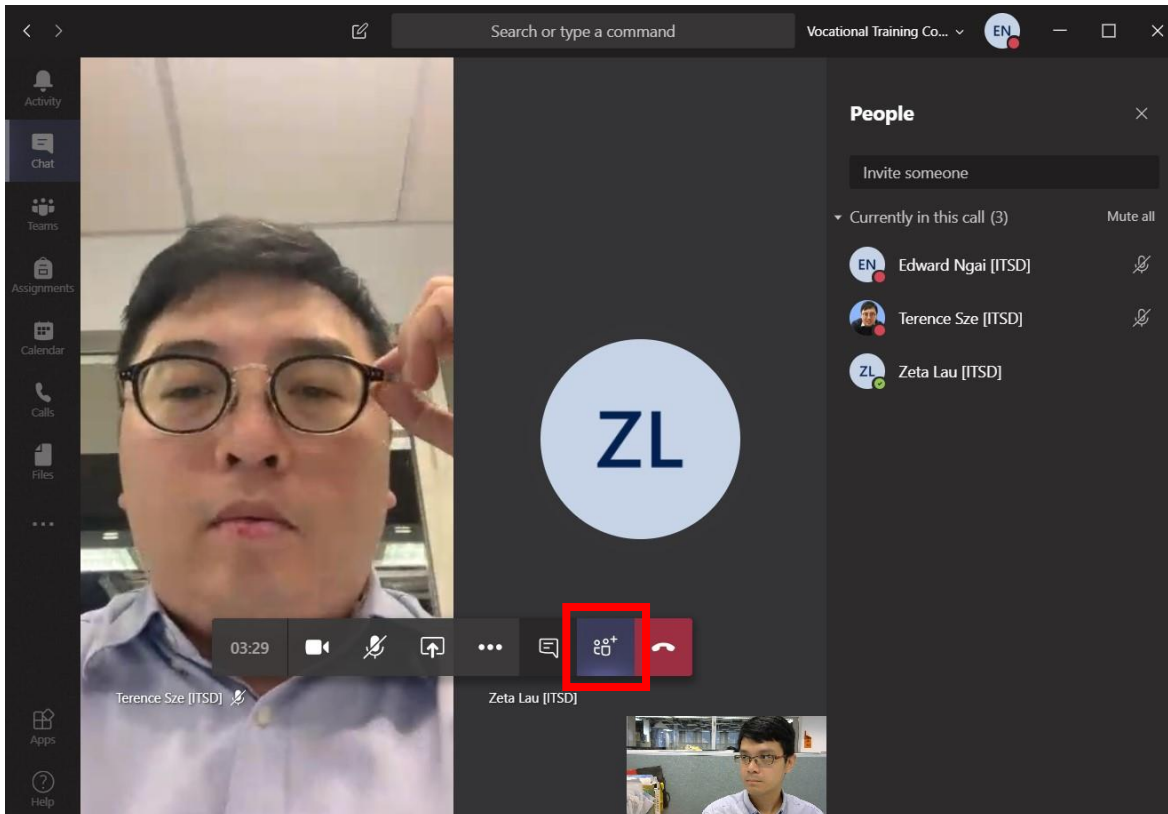 Search or type a command
Vocational Training Co...
EN
Activity
Chat
Teams
Assignments
Calendar
Calls
Files
Apps
Help
ZL
03:29
Terence Sze [ITSD]
Zeta Lau [ITSD]
People
Invite someone
Currently in this call (3) Mute all
EN Edward Ngai [ITSD]
Terence Sze [ITSD]
ZL Zeta Lau [ITSD]